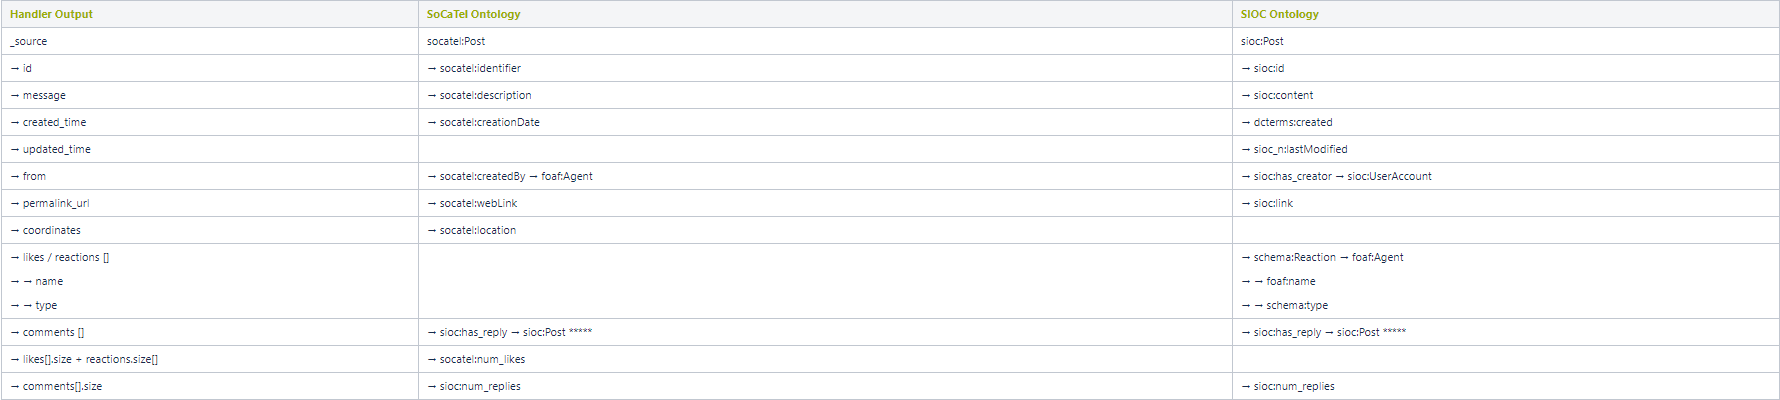 Handler Output SoCaTel Ontology SIOC Ontology
_source socatel:Post sioc:Post
→ id → socatel:identifier → sioc:id
→ message → socatel:description → sioc:content
→ created_time → socatel:creationDate → dcterms:created
→ updated_time → sioc_n:lastModified
→ from → socatel:createdBy → foaf:Agent → sioc:has_creator → sioc:UserAccount
→ permalink_url → socatel:webLink → sioc:link
→ coordinates → socatel:location
→ likes / reactions [] → schema:Reaction → foaf:Agent
→ → name → → foaf:name
→ → type → → schema:type
→ comments [] → sioc:has_reply → sioc:Post ***** → sioc:has_reply → sioc:Post *****
→ likes[].size + reactions.size[] → socatel:num_likes
→ comments[].size → sioc:num_replies → sioc:num_replies